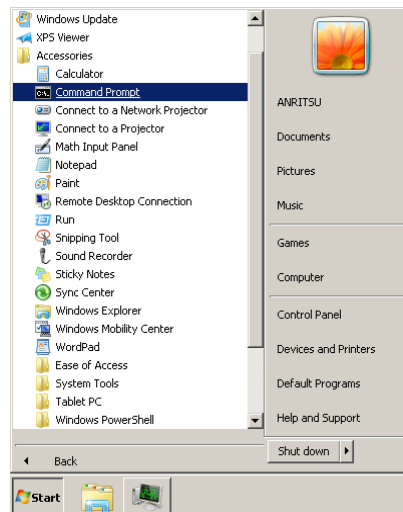 Windows Update
XPS Viewer
Accessories
Calculator
Command Prompt
Connect to a Network Projector
Connect to a Projector
Math Input Panel
Notepad
Paint
Remote Desktop Connection
Run
Snipping Tool
Sound Recorder
Sticky Notes
Sync Center
Windows Explorer
Windows Mobility Center
WordPad
Ease of Access
System Tools
Tablet PC
Windows PowerShell
Back
ANRITSU
Documents
Pictures
Music
Games
Computer
Control Panel
Devices and Printers
Default Programs
Help and Support
Shut down
Start